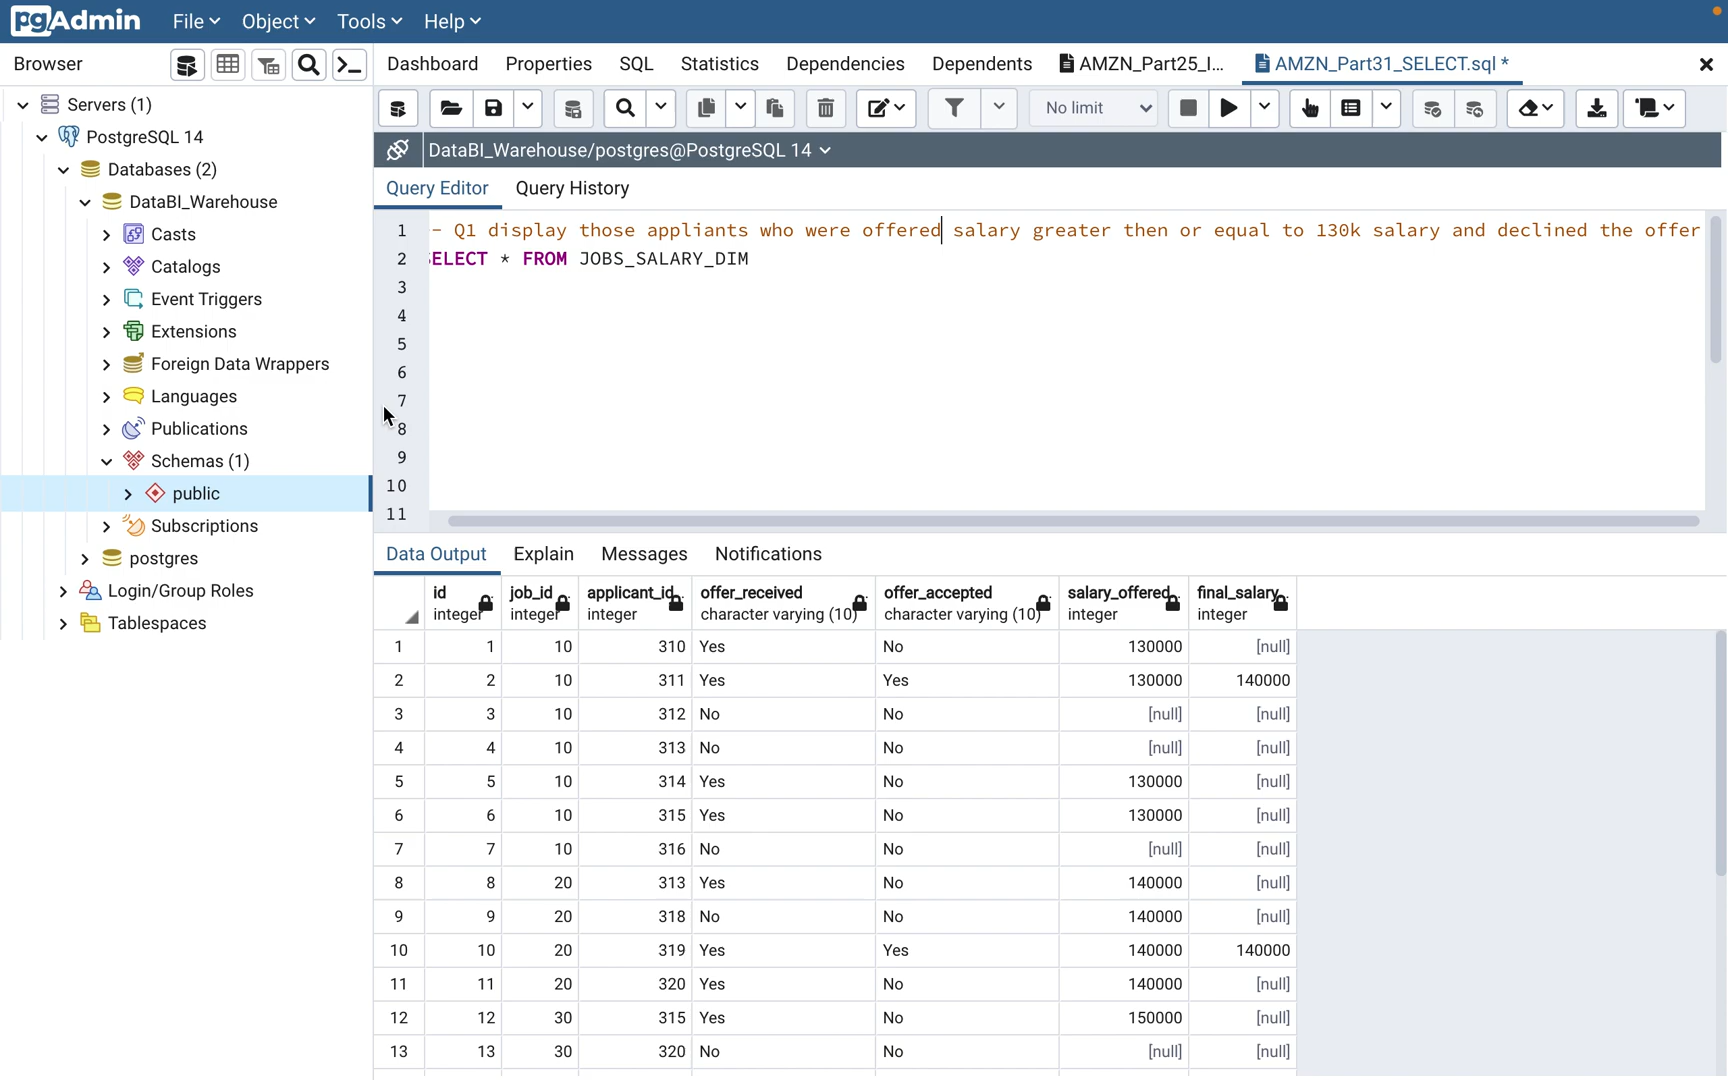 pgAdmin File Object Tools Help
Browser
Dashboard Properties SQL Statistics Dependencies Dependents AMZN_Part25_I... AMZN_Part31_SELECT.sql *
No limit
DataBI_Warehouse/postgres@PostgreSQL 14
Query Editor Query History
Servers (1)
PostgreSQL 14
Databases (2)
DataBI_Warehouse
Casts
Catalogs
Event Triggers
Extensions
Foreign Data Wrappers
Languages
Publications
Schemas (1)
public
Subscriptions
postgres
Login/Group Roles
Tablespaces
1 - Q1 display those appliants who were offered salary greater then or equal to 130k salary and declined the offer
2 SELECT * FROM JOBS_SALARY_DIM
3
4
5
6
7
8
9
10
11
Data Output Explain Messages Notifications
id job_id applicant_id offer_received offer_accepted salary_offered final_salary
integer integer integer character varying (10) character varying (10) integer integer
1 1 10 310 Yes No 130000 [null]
2 2 10 311 Yes Yes 130000 140000
3 3 10 312 No No [null] [null]
4 4 10 313 No No [null] [null]
5 5 10 314 Yes No 130000 [null]
6 6 10 315 Yes No 130000 [null]
7 7 10 316 No No [null] [null]
8 8 20 313 Yes No 140000 [null]
9 9 20 318 No No 140000 [null]
10 10 20 319 Yes Yes 140000 140000
11 11 20 320 Yes No 140000 [null]
12 12 30 315 Yes No 150000 [null]
13 13 30 320 No No [null] [null]